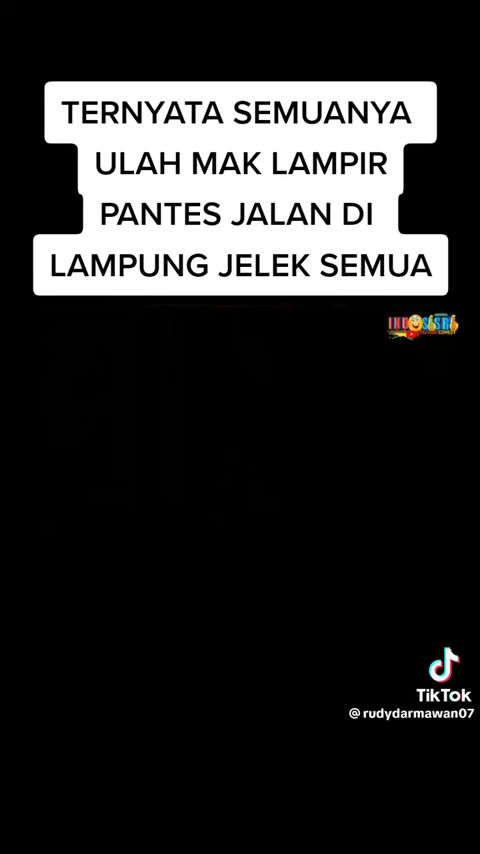 TERNYATA SEMUANYA
ULAH MAK LAMPIR
PANTES JALAN DI
LAMPUNG JELEK SEMUA
TikTok
@ rudydarmawan07